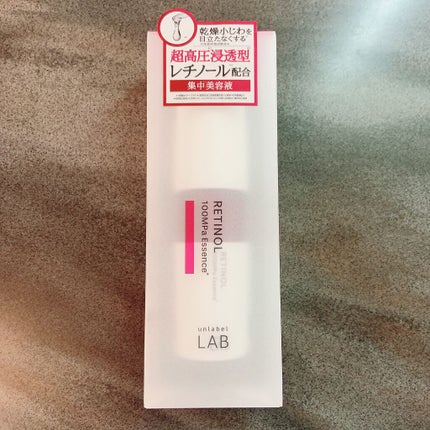 乾燥小じわを
目立たなくする
超高圧浸透型
レチノール配合
集中美容液
RETINOL
100MPa Essence
RETINOL
unlabel
LAB